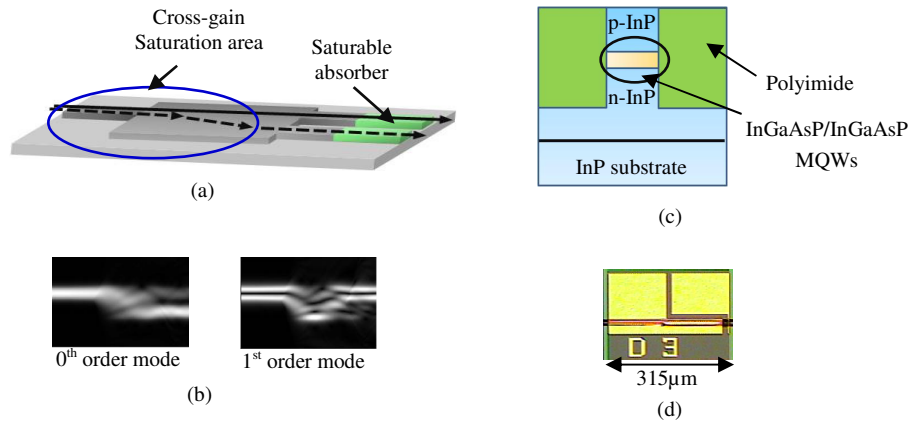 Cross-gain
Saturation area
Saturable
absorber
(a)
p-InP
n-InP
Polyimide
InGaAsP/InGaAsP
MQWs
InP substrate
(c)
0th order mode
1st order mode
(b)
D 3
315µm
(d)